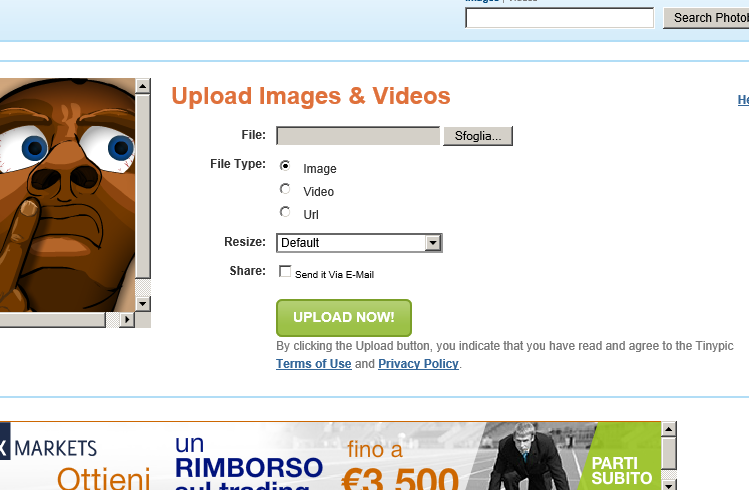 Images | Videos
Search Photo
Upload Images & Videos
He
File:
Sfoglia...
File Type:
Image
Video
Url
Resize:
Default
Share:
Send it Via E-Mail
UPLOAD NOW!
By clicking the Upload button, you indicate that you have read and agree to the Tinypic
Terms of Use and Privacy Policy.
X MARKETS
un
fino a
RIMBORSO
Ottieni
€3.500
sul trading
PARTI
SUBITO